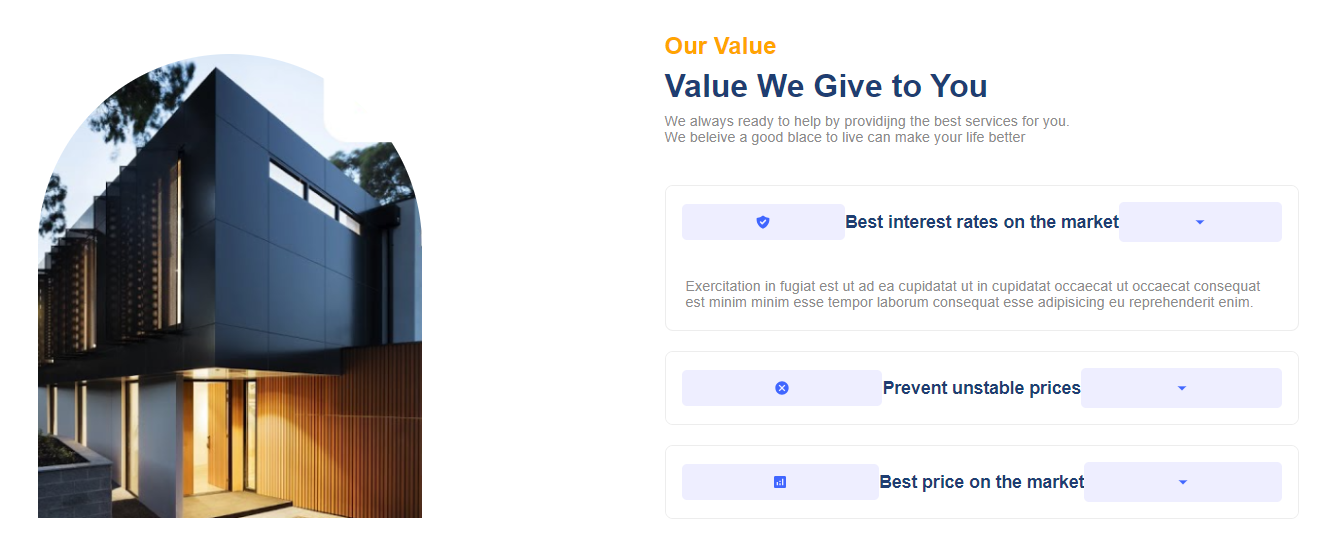 Our Value
Value We Give to You
We always ready to help by providijng the best services for you.
We beleive a good blace to live can make your life better
Best interest rates on the market
Exercitation in fugiat est ut ad ea cupidatat ut in cupidatat occaecat ut occaecat consequat
est minim minim esse tempor laborum consequat esse adipisicing eu reprehenderit enim.
Prevent unstable prices
Best price on the market